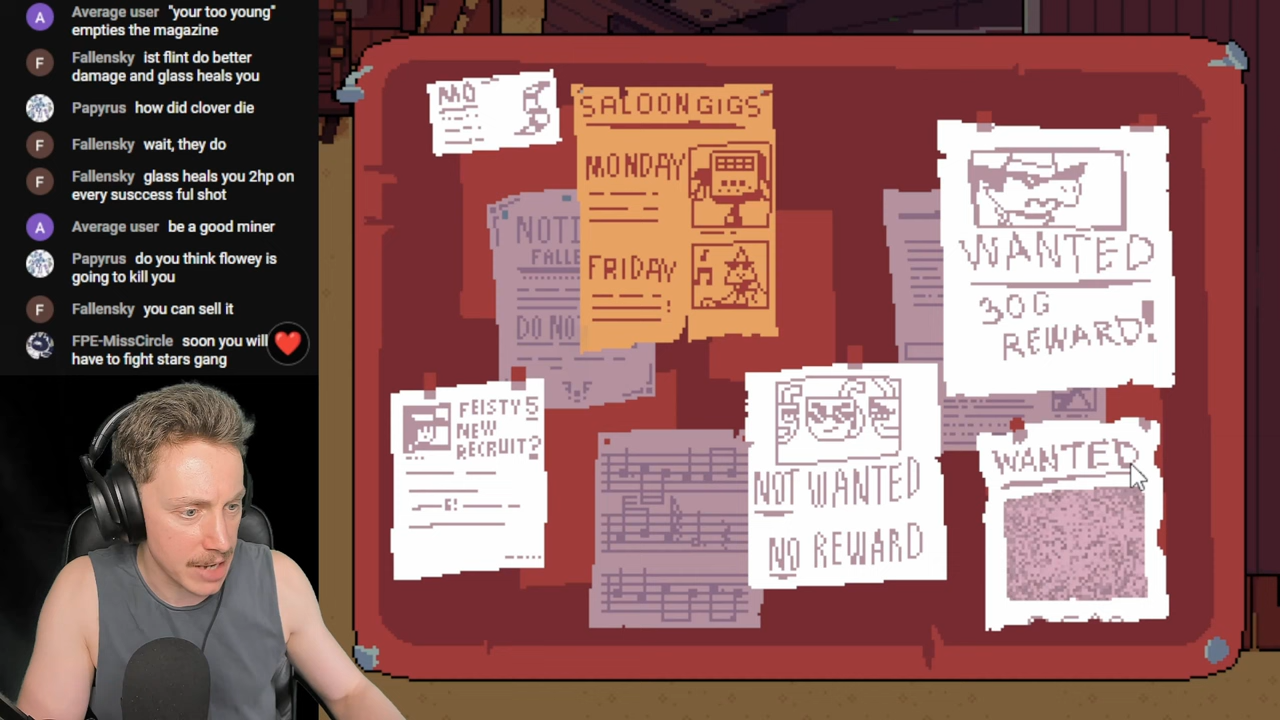 Average user "your too young"
empties the magazine
Fallensky ist flint do better
damage and glass heals you
Papyrus how did clover die
Fallensky wait, they do
Fallensky glass heals you 2hp on
every susccess ful shot
Average user be a good miner
Papyrus do you think flowey is
going to kill you
Fallensky you can sell it
FPE-MissCircle soon you will
have to fight stars gang
MO
SALOON GIGS
MONDAY
FRIDAY
NOTI
FALLE
DO NO
WANTED
30G
REWARD!
FEISTY 5
NEW
RECRUIT?
NOT WANTED
NO REWARD
WANTED